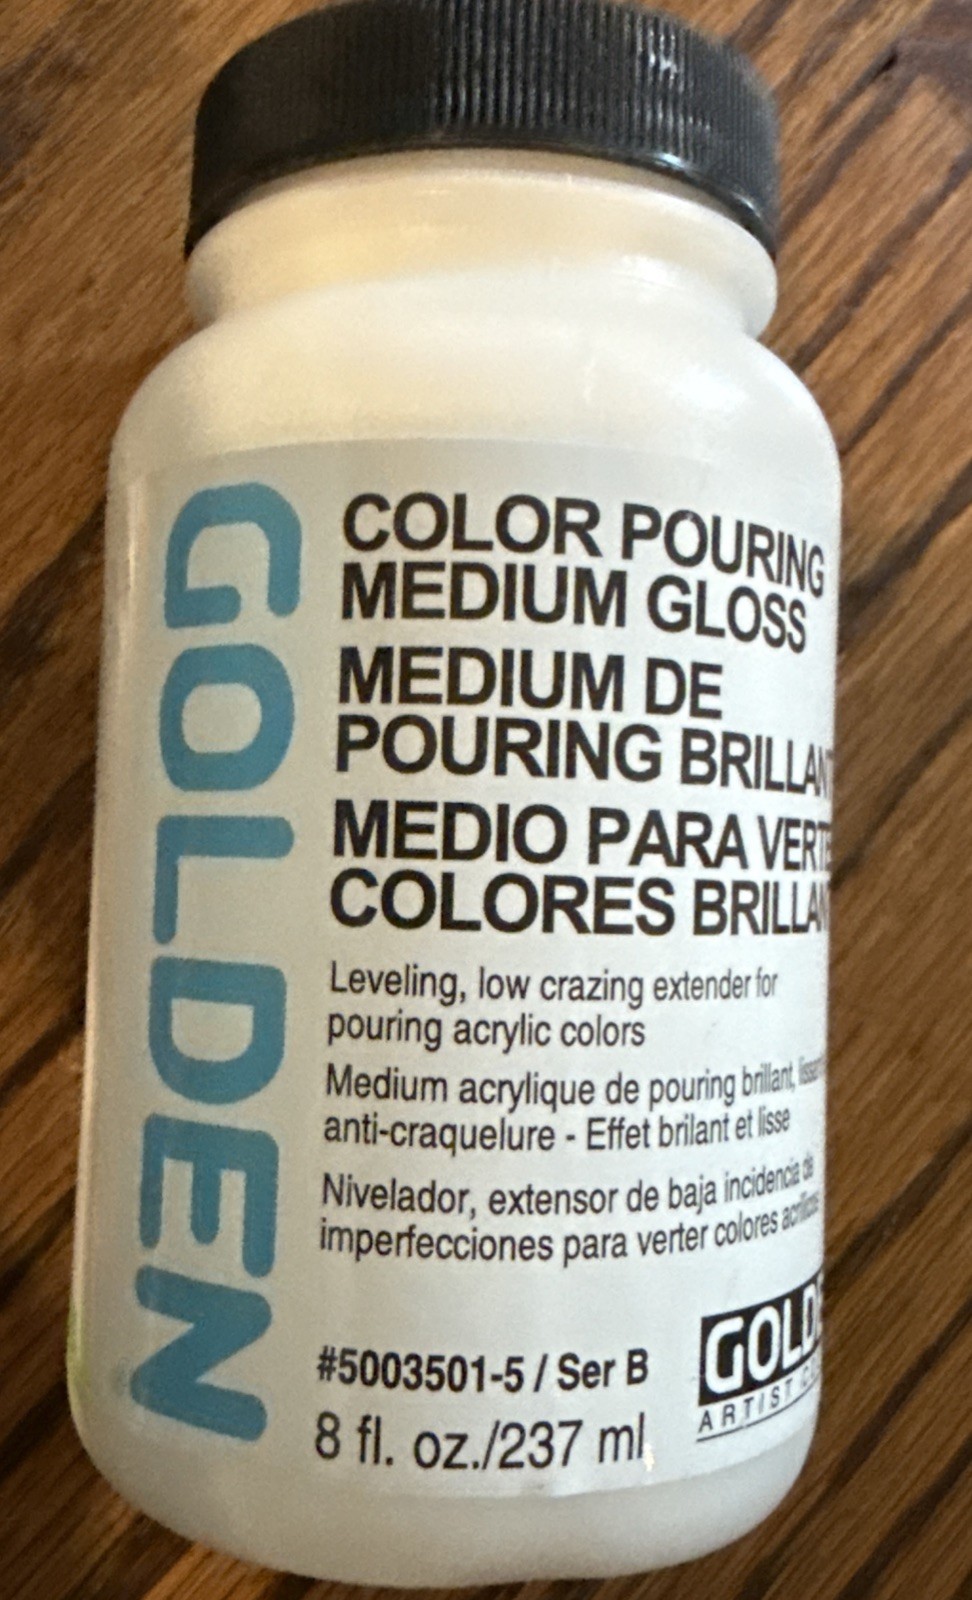 GOLDEN
COLOR POURING
MEDIUM GLOSS
MEDIUM DE
POURING BRILLANT
MEDIO PARA
COLORES
Leveling, low crazing extender for
pouring acrylic colors
Medium acrylique de pouring brillant,
anti-craquelure - Effet brilant et lisse
Nivelador, extensor de baja incidencia de
imperfecciones para verter colores
#5003501-5 / Ser B
8 fl. oz./237 ml
ARTIST